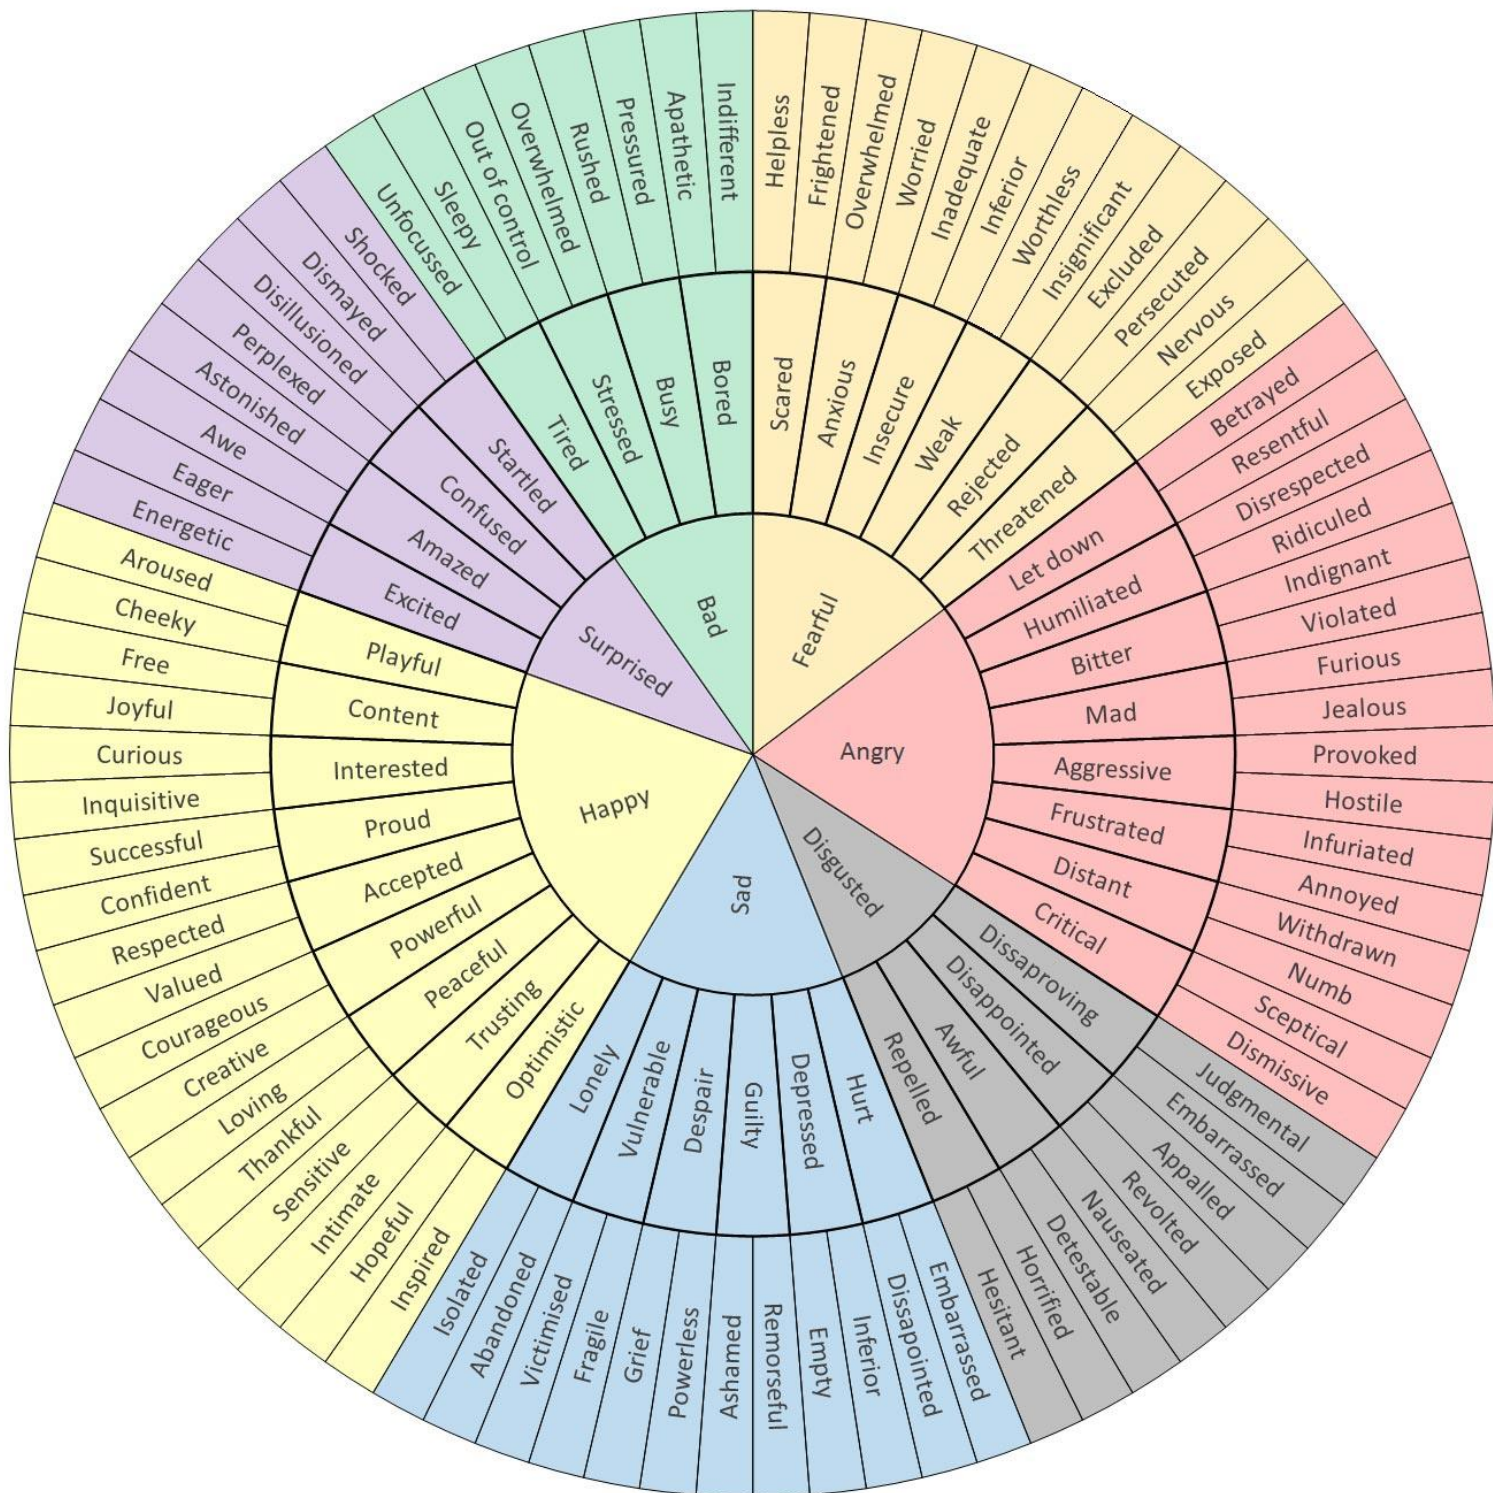 Fearful
Angry
Disgusted
Sad
Happy
Surprised
Bad
Scared
Anxious
Insecure
Weak
Rejected
Threatened
Let down
Humiliated
Bitter
Mad
Aggressive
Frustrated
Distant
Critical
Dissaproving
Disappointed
Awful
Repelled
Hurt
Depressed
Guilty
Despair
Vulnerable
Lonely
Optimistic
Trusting
Peaceful
Powerful
Accepted
Proud
Interested
Content
Playful
Excited
Amazed
Confused
Startled
Tired
Stressed
Busy
Bored
Helpless
Frightened
Overwhelmed
Worried
Inadequate
Inferior
Worthless
Insignificant
Excluded
Persecuted
Nervous
Exposed
Betrayed
Resentful
Disrespected
Ridiculed
Indignant
Violated
Furious
Jealous
Provoked
Hostile
Infuriated
Annoyed
Withdrawn
Numb
Sceptical
Dismissive
Judgmental
Embarrassed
Appalled
Revolted
Nauseated
Detestable
Horrified
Hesitant
Embarrassed
Dissapointed
Inferior
Empty
Remorseful
Ashamed
Powerless
Grief
Fragile
Victimised
Abandoned
Isolated
Inspired
Hopeful
Intimate
Sensitive
Thankful
Loving
Creative
Courageous
Valued
Respected
Confident
Successful
Inquisitive
Curious
Joyful
Free
Cheeky
Aroused
Energetic
Eager
Awe
Astonished
Perplexed
Disillusioned
Dismayed
Shocked
Unfocussed
Sleepy
Out of control
Overwhelmed
Rushed
Pressured
Apathetic
Indifferent